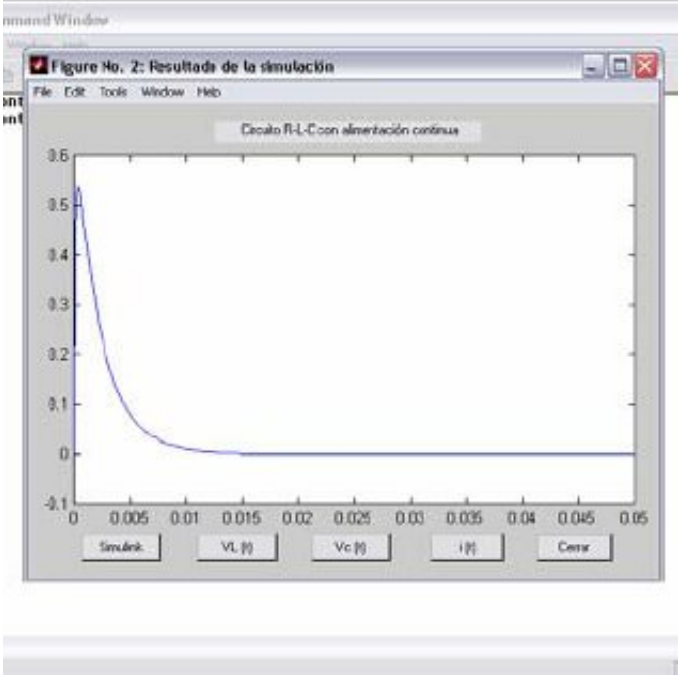 Command Window
Figure No. 2: Resultado de la simulación
File Edit Tools Window Help
Circuito R-L-C con alimentación continua
0.6
0.5
0.4
0.3
0.2
0.1
0
-0.1
0 0.005 0.01 0.015 0.02 0.025 0.03 0.035 0.04 0.045 0.05
Simulink VL (t) Vc (t) i (t) Cerrar